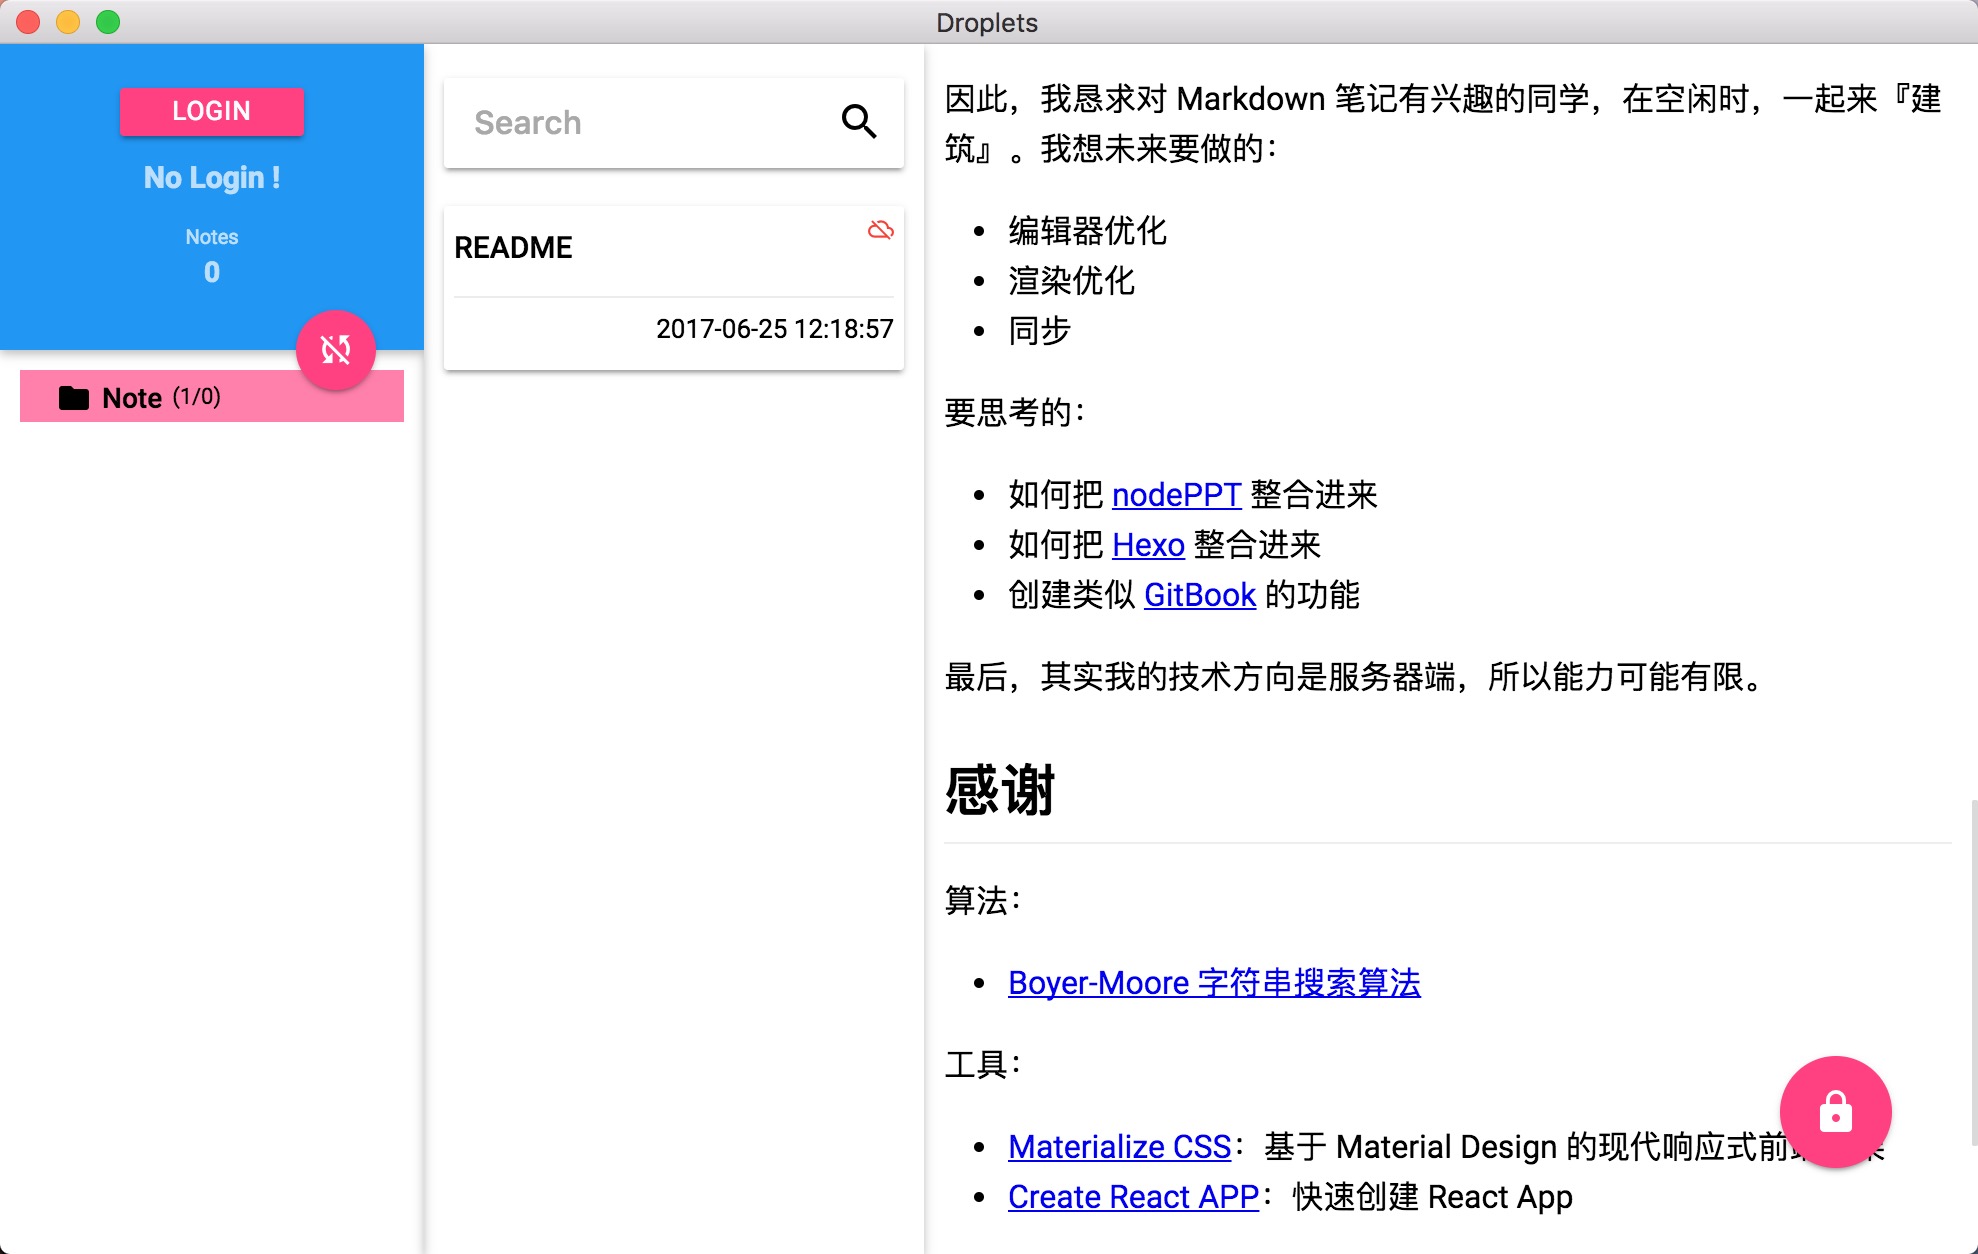 Droplets
LOGIN
No Login !
Notes
0
Note (1/0)
Search
README
2017-06-25 12:18:57
因此，我恳求对 Markdown 笔记有兴趣的同学，在空闲时，一起来『建
筑』。我想未来要做的：
编辑器优化
渲染优化
同步
要思考的：
如何把 nodePPT 整合进来
如何把 Hexo 整合进来
创建类似 GitBook 的功能
最后，其实我的技术方向是服务器端，所以能力可能有限。
感谢
算法：
Boyer-Moore 字符串搜索算法
工具：
Materialize CSS：基于 Material Design 的现代响应式前
Create React APP：快速创建 React App